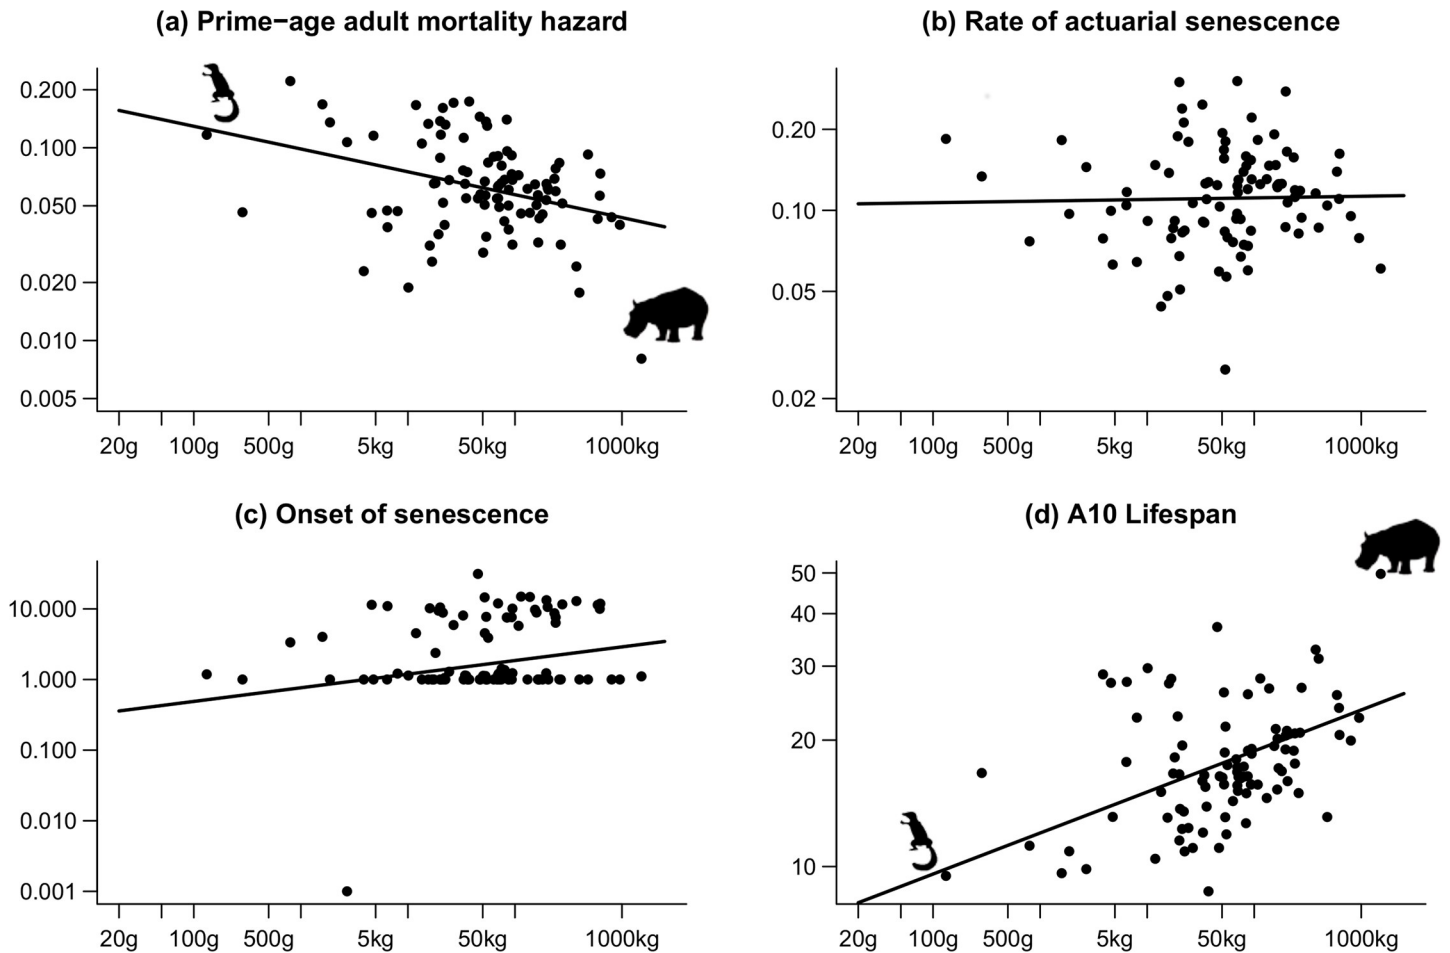 (a) Prime−age adult mortality hazard
0.200
0.100
0.050
0.020
0.010
0.005
20g 100g 500g 5kg 50kg 1000kg
(b) Rate of actuarial senescence
0.20
0.10
0.05
0.02
20g 100g 500g 5kg 50kg 1000kg
(c) Onset of senescence
10.000
1.000
0.100
0.010
0.001
20g 100g 500g 5kg 50kg 1000kg
(d) A10 Lifespan
50
40
30
20
10
20g 100g 500g 5kg 50kg 1000kg